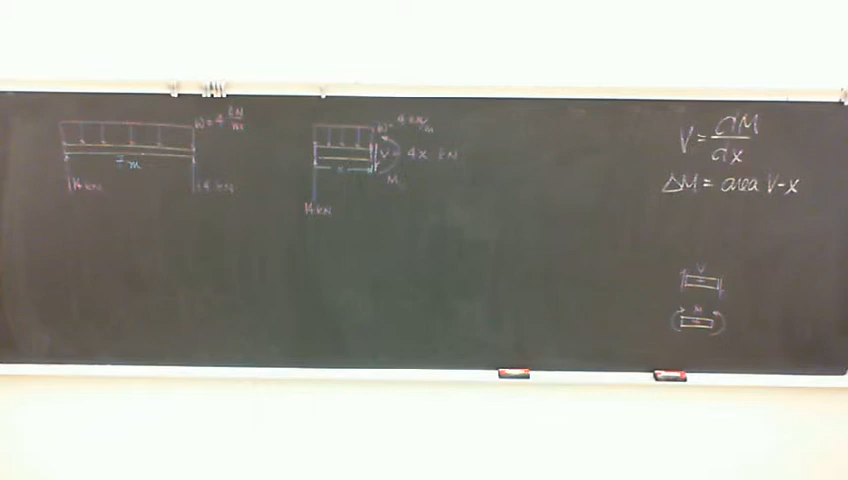 ω = 4 kN/m
7 m
14 kN
14 kN
ω = 4 kN/m
V
4x kN
x
M
14 kN
V = dM/dx
ΔM = area V-x
V
M